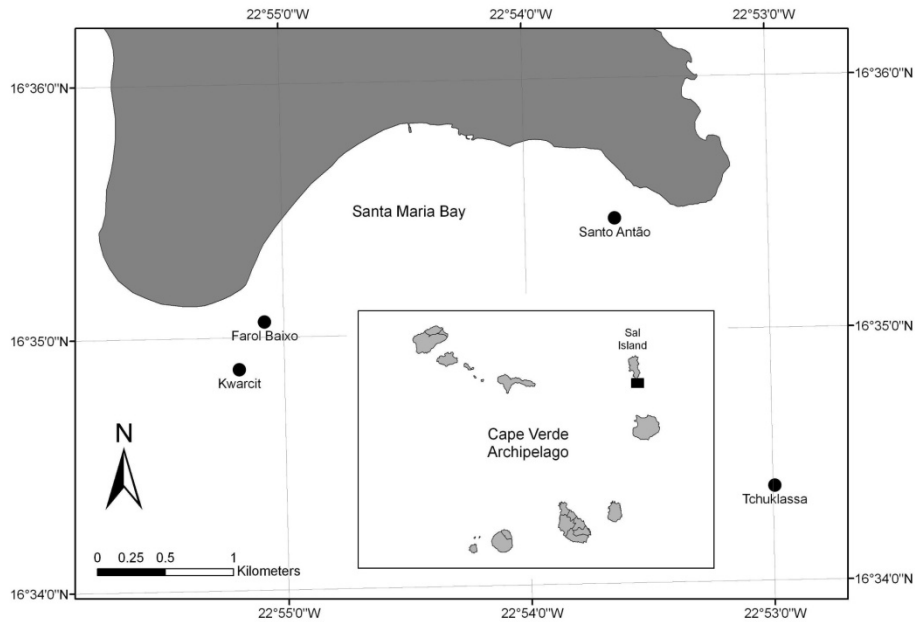 22°55'0"W 22°54'0"W 22°53'0"W
16°36'0"N 16°36'0"N
Santa Maria Bay
Santo Antão
Farol Baixo
16°35'0"N 16°35'0"N
Kwarcit
Sal
Island
Cape Verde
Archipelago
N
Tchuklassa
0 0.25 0.5 1
Kilometers
16°34'0"N 16°34'0"N
22°55'0"W 22°54'0"W 22°53'0"W